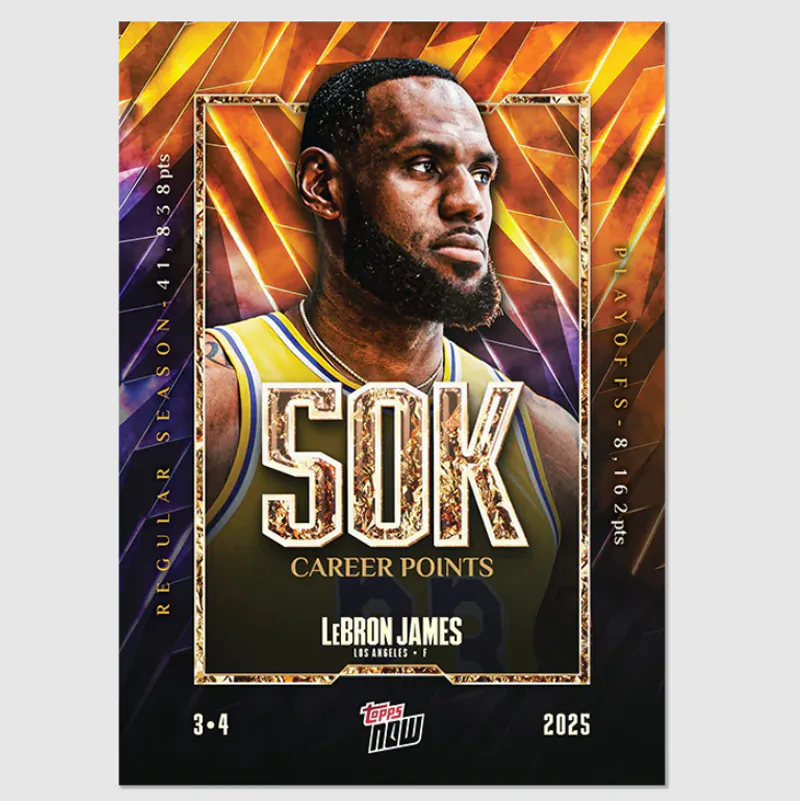 REGULAR SEASON - 41,838pts
PLAYOFFS - 8,162pts
50K
CAREER POINTS
LeBRON JAMES
LOS ANGELES • F
3•4
topps
NOW
2025